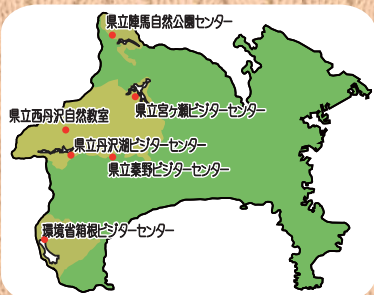 県立陣馬自然公園センター
県立宮ヶ瀬ビジターセンター
県立西丹沢自然教室
県立丹沢湖ビジターセンター
県立秦野ビジターセンター
環境省箱根ビジターセンター